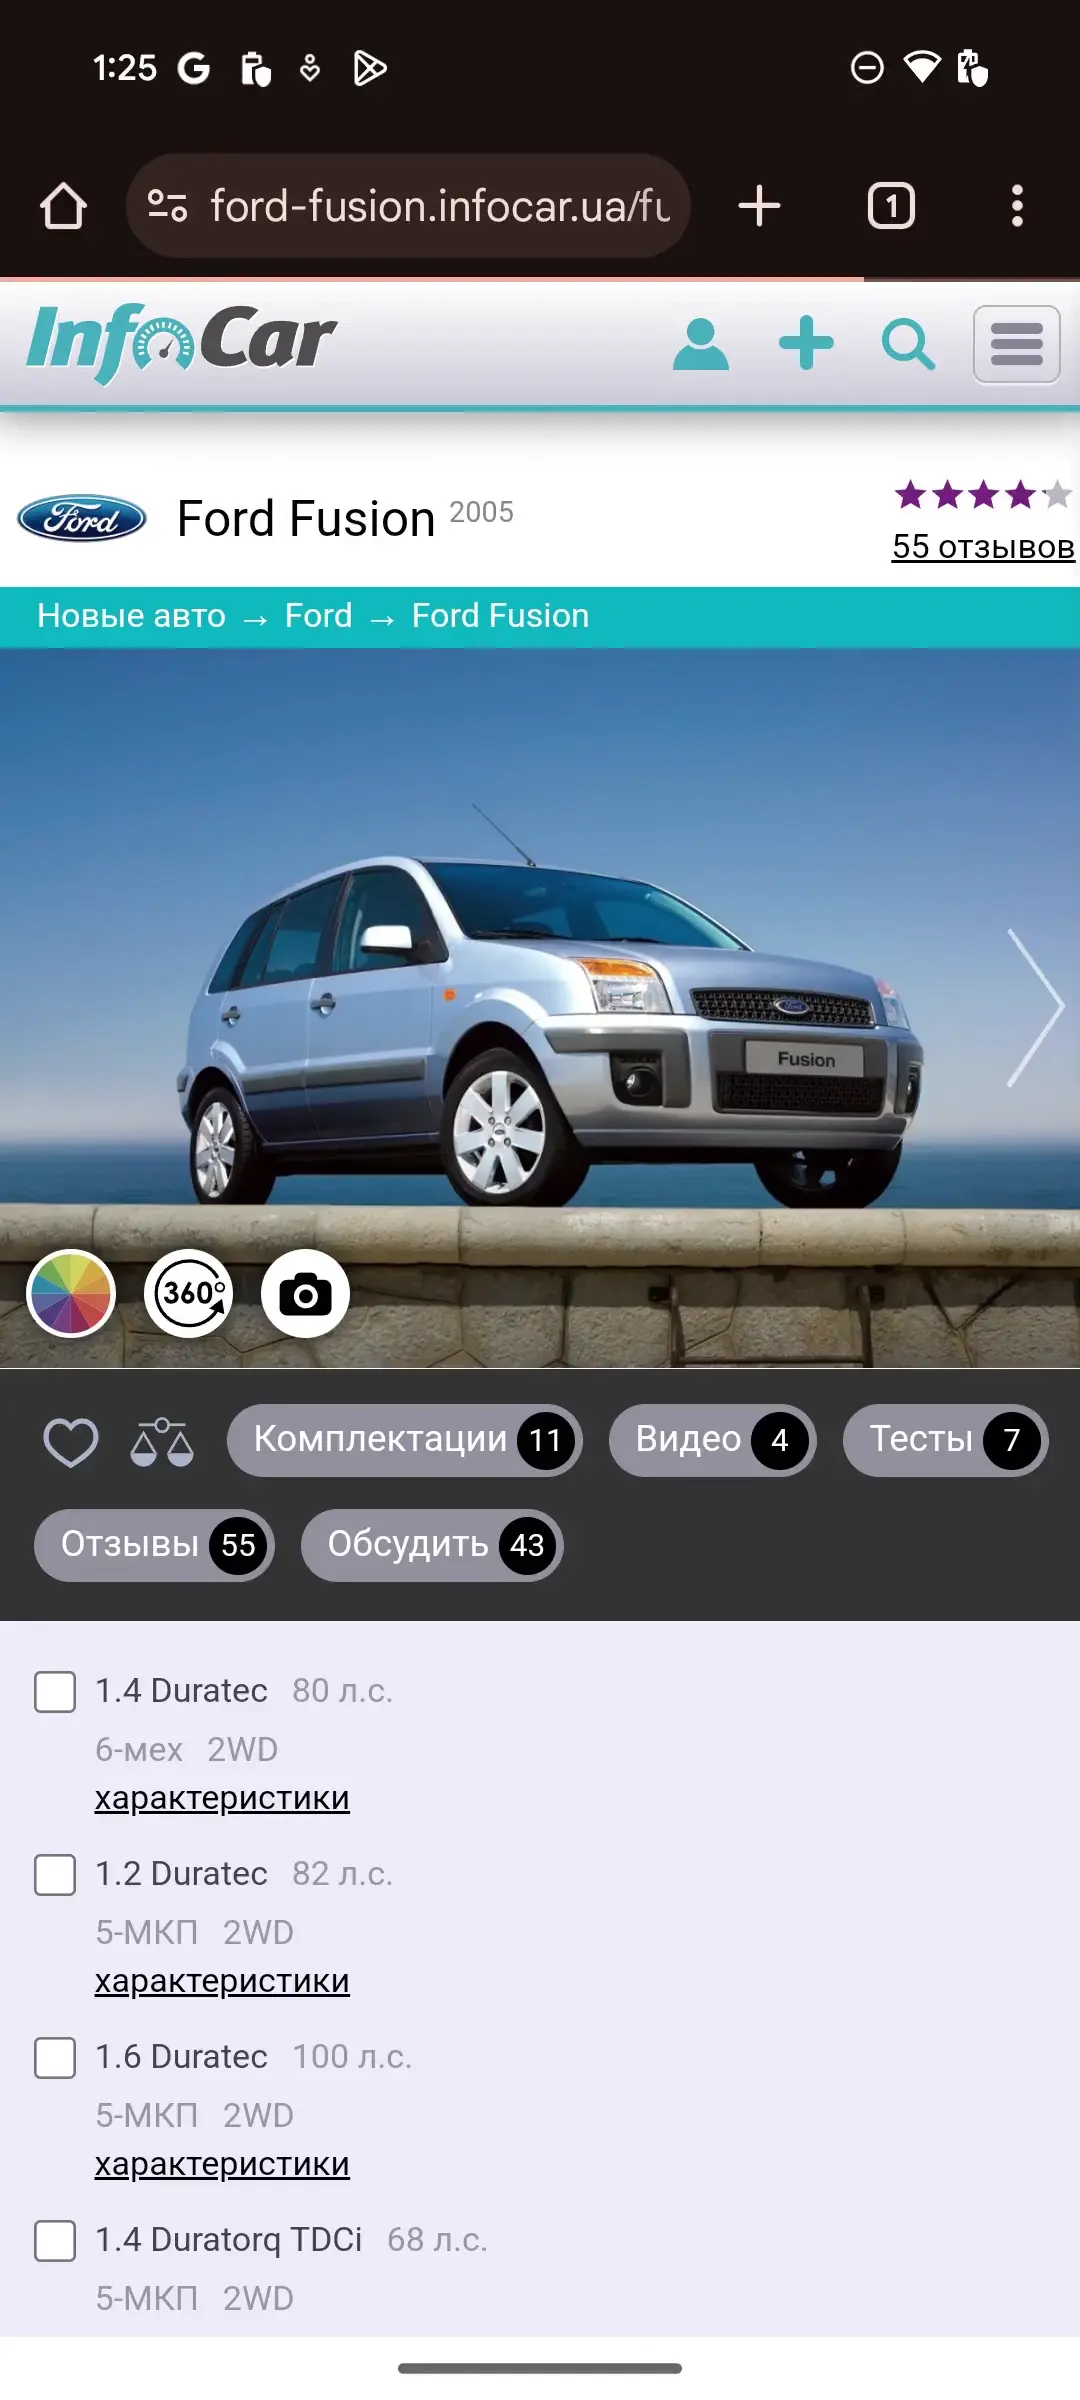 1:25
ford-fusion.infocar.ua/fu
1
InfoCar
Ford Ford Fusion 2005
55 отзывов
Новые авто → Ford → Ford Fusion
Ford
Fusion
360°
Комплектации 11 Видео 4 Тесты 7
Отзывы 55 Обсудить 43
1.4 Duratec 80 л.с.
6-мех 2WD
характеристики
1.2 Duratec 82 л.с.
5-МКП 2WD
характеристики
1.6 Duratec 100 л.с.
5-МКП 2WD
характеристики
1.4 Duratorq TDCi 68 л.с.
5-МКП 2WD